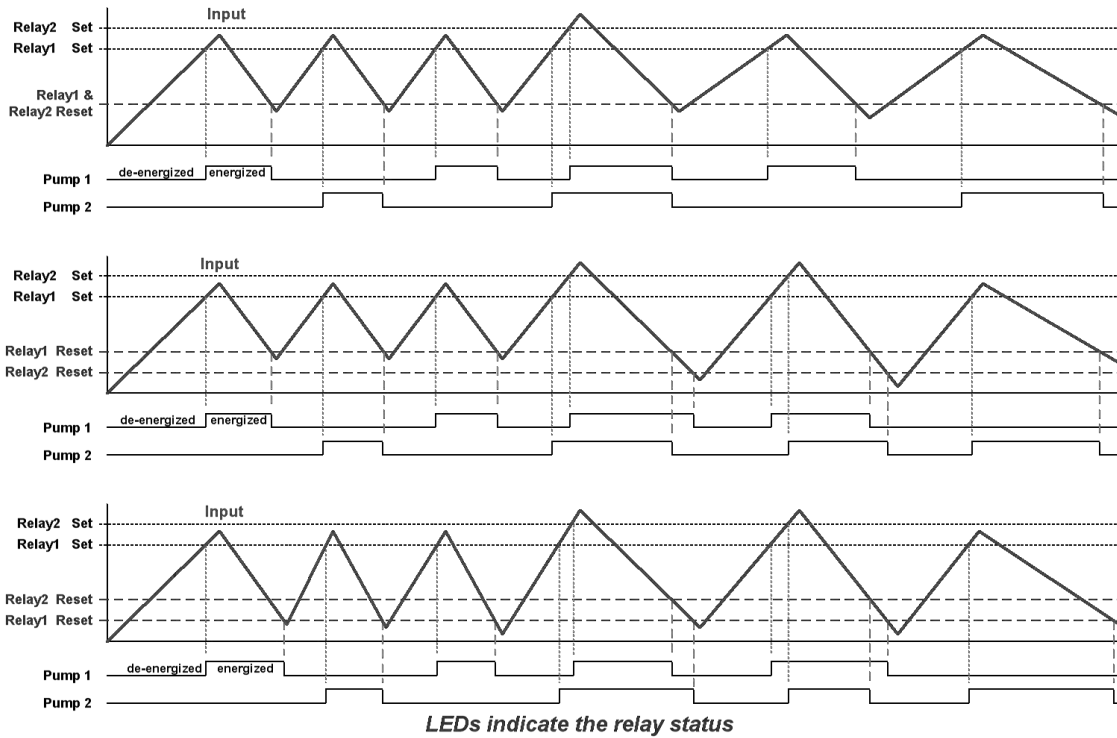 Input
Relay2 Set
Relay1 Set
Relay1 &
Relay2 Reset
de-energized energized
Pump 1
Pump 2
Input
Relay2 Set
Relay1 Set
Relay1 Reset
Relay2 Reset
de-energized energized
Pump 1
Pump 2
Input
Relay2 Set
Relay1 Set
Relay2 Reset
Relay1 Reset
de-energized energized
Pump 1
Pump 2
LEDs indicate the relay status